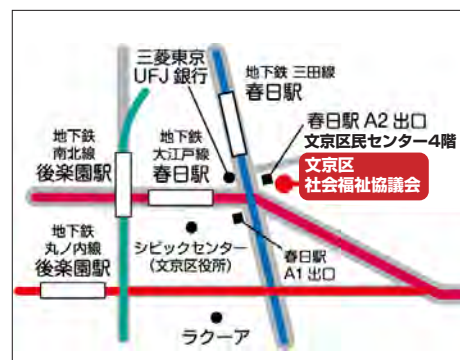 三菱東京
UFJ 銀行
地下鉄 三田線
春日駅
春日駅 A2 出口
文京区民センター4階
文京区
社会福祉協議会
地下鉄
南北線
後楽園駅
地下鉄
大江戸線
春日駅
地下鉄
丸ノ内線
後楽園駅
シビックセンター
(文京区役所)
春日駅
A1 出口
ラクーア